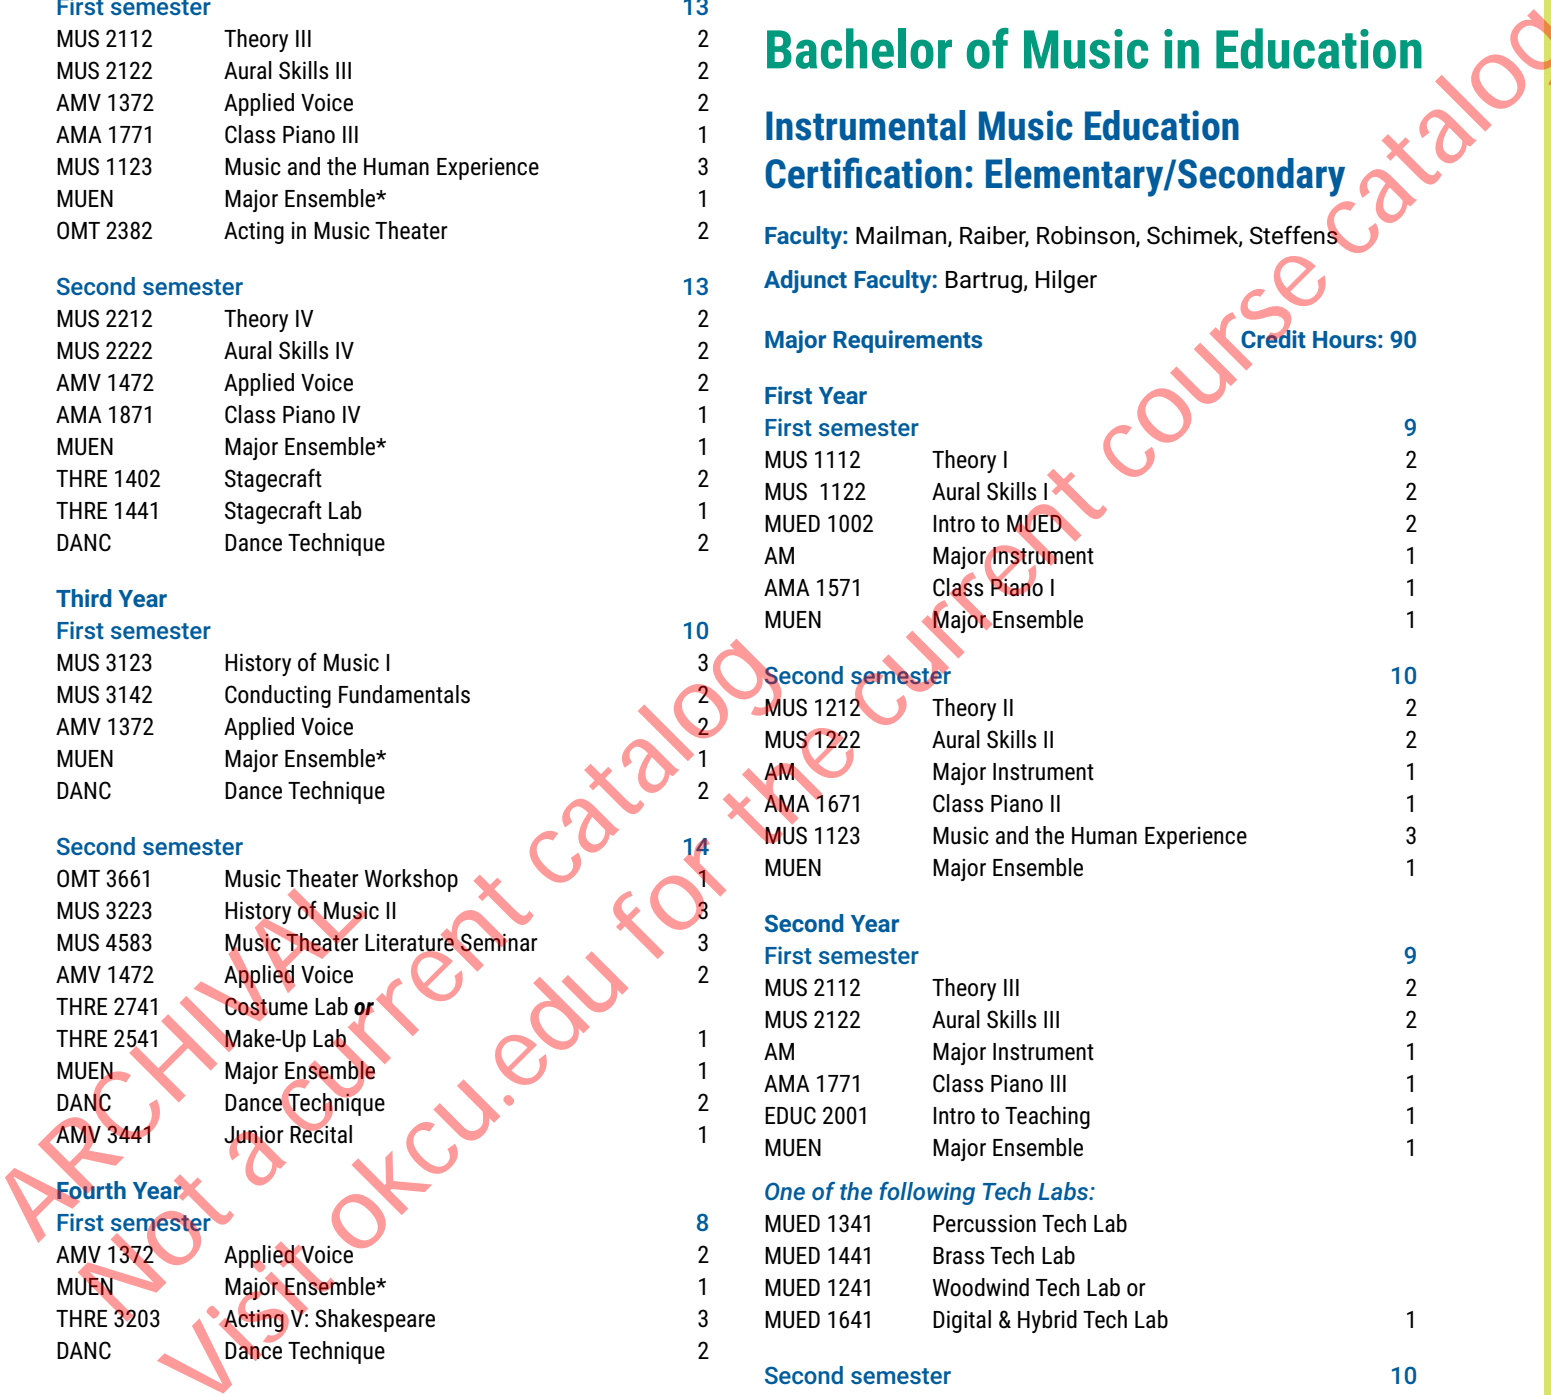 First semester 13
MUS 2112 Theory III 2
MUS 2122 Aural Skills III 2
AMV 1372 Applied Voice 2
AMA 1771 Class Piano III 1
MUS 1123 Music and the Human Experience 3
MUEN Major Ensemble* 1
OMT 2382 Acting in Music Theater 2
Second semester 13
MUS 2212 Theory IV 2
MUS 2222 Aural Skills IV 2
AMV 1472 Applied Voice 2
AMA 1871 Class Piano IV 1
MUEN Major Ensemble* 1
THRE 1402 Stagecraft 2
THRE 1441 Stagecraft Lab 1
DANC Dance Technique 2
Third Year
First semester 10
MUS 3123 History of Music I 3
MUS 3142 Conducting Fundamentals 2
AMV 1372 Applied Voice 2
MUEN Major Ensemble* 1
DANC Dance Technique 2
Second semester 14
OMT 3661 Music Theater Workshop 1
MUS 3223 History of Music II 3
MUS 4583 Music Theater Literature Seminar 3
AMV 1472 Applied Voice 2
THRE 2741 Costume Lab or
THRE 2541 Make-Up Lab 1
MUEN Major Ensemble 1
DANC Dance Technique 2
AMV 3441 Junior Recital 1
Fourth Year
First semester 8
AMV 1372 Applied Voice 2
MUEN Major Ensemble* 1
THRE 3203 Acting V: Shakespeare 3
DANC Dance Technique 2
Bachelor of Music in Education
Instrumental Music Education
Certification: Elementary/Secondary
Faculty: Mailman, Raiber, Robinson, Schimek, Steffens
Adjunct Faculty: Bartrug, Hilger
Major Requirements Credit Hours: 90
First Year
First semester 9
MUS 1112 Theory I 2
MUS 1122 Aural Skills I 2
MUED 1002 Intro to MUED 2
AM Major Instrument 1
AMA 1571 Class Piano I 1
MUEN Major Ensemble 1
Second semester 10
MUS 1212 Theory II 2
MUS 1222 Aural Skills II 2
AM Major Instrument 1
AMA 1671 Class Piano II 1
MUS 1123 Music and the Human Experience 3
MUEN Major Ensemble 1
Second Year
First semester 9
MUS 2112 Theory III 2
MUS 2122 Aural Skills III 2
AM Major Instrument 1
AMA 1771 Class Piano III 1
EDUC 2001 Intro to Teaching 1
MUEN Major Ensemble 1
One of the following Tech Labs:
MUED 1341 Percussion Tech Lab
MUED 1441 Brass Tech Lab
MUED 1241 Woodwind Tech Lab or
MUED 1641 Digital & Hybrid Tech Lab 1
Second semester 10
ARCHIVAL
Not a current catalog
Visit okcu.edu for the current course catalog